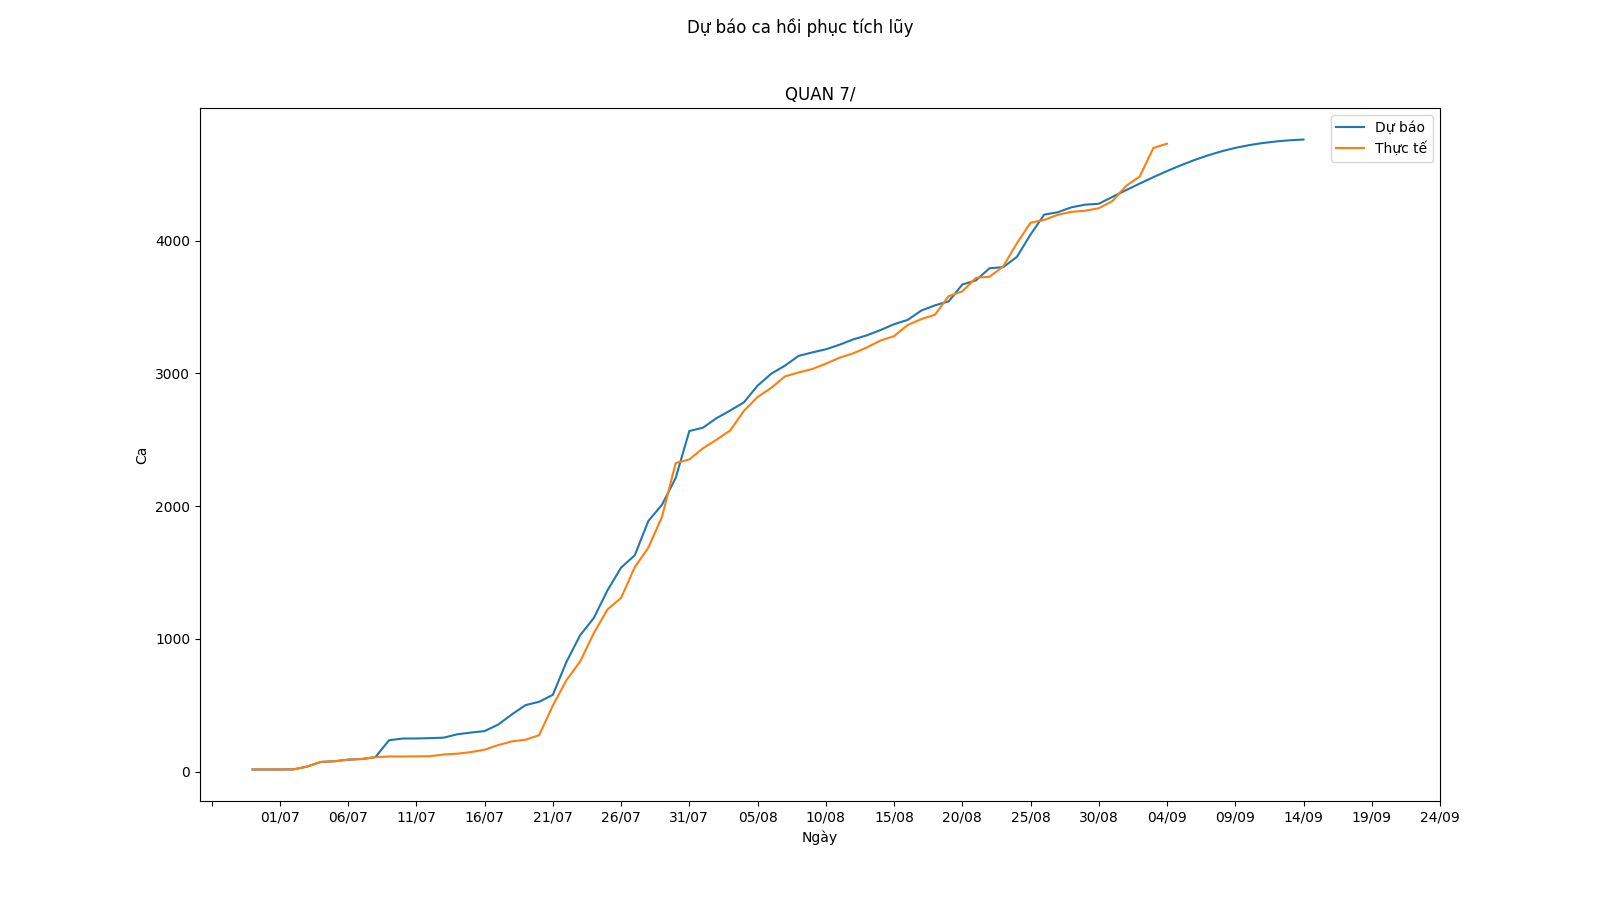 Dự báo ca hồi phục tích lũy
QUAN 7/
Dự báo
Thực tế
4000
3000
2000
1000
0
Ca
01/07 06/07 11/07 16/07 21/07 26/07 31/07 05/08 10/08 15/08 20/08 25/08 30/08 04/09 09/09 14/09 19/09 24/09
Ngày